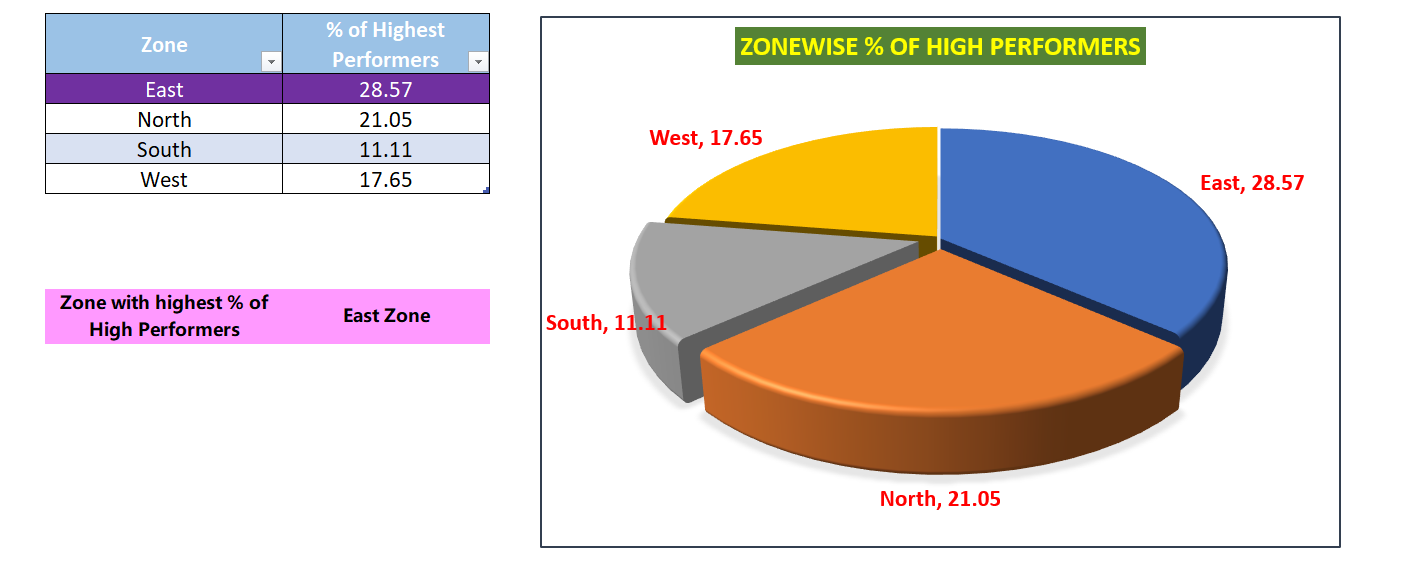 Zone
% of Highest
Performers
East 28.57
North 21.05
South 11.11
West 17.65
Zone with highest % of
High Performers
East Zone
ZONEWISE % OF HIGH PERFORMERS
West, 17.65
East, 28.57
South, 11.11
North, 21.05